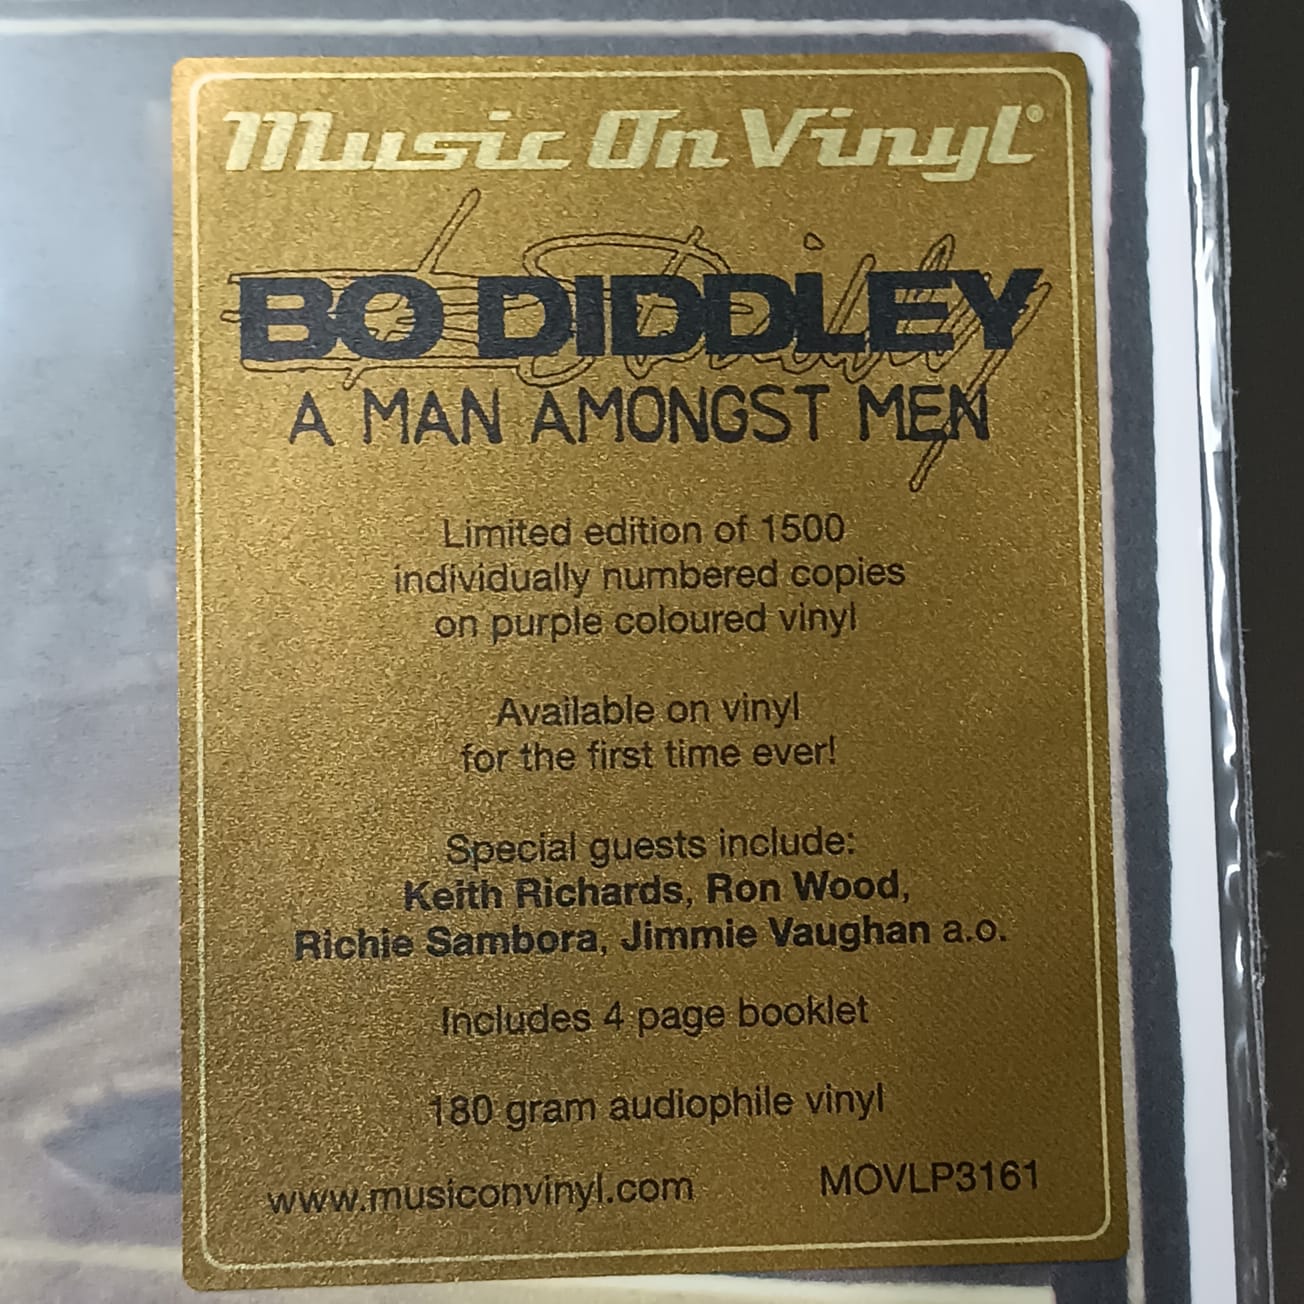 Music On Vinyl®
BO DIDDLEY
A MAN AMONGST MEN
Limited edition of 1500
individually numbered copies
on purple coloured vinyl
Available on vinyl
for the first time ever!
Special guests include:
Keith Richards, Ron Wood,
Richie Sambora, Jimmie Vaughan a.o.
Includes 4 page booklet
180 gram audiophile vinyl
www.musiconvinyl.com MOVLP3161